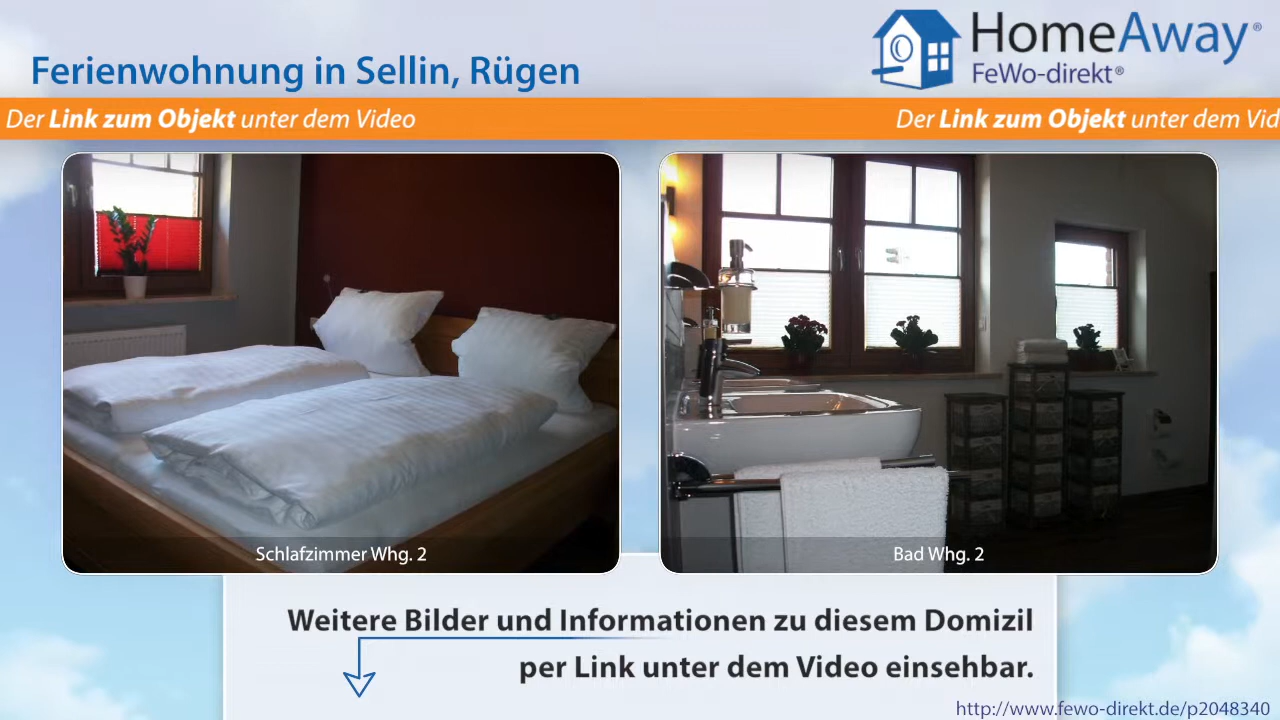 HomeAway®
FeWo-direkt®
Ferienwohnung in Sellin, Rügen
Der Link zum Objekt unter dem Video
Der Link zum Objekt unter dem Vid
Schlafzimmer Whg. 2
Bad Whg. 2
Weitere Bilder und Informationen zu diesem Domizil
per Link unter dem Video einsehbar.
http://www.fewo-direkt.de/p2048340